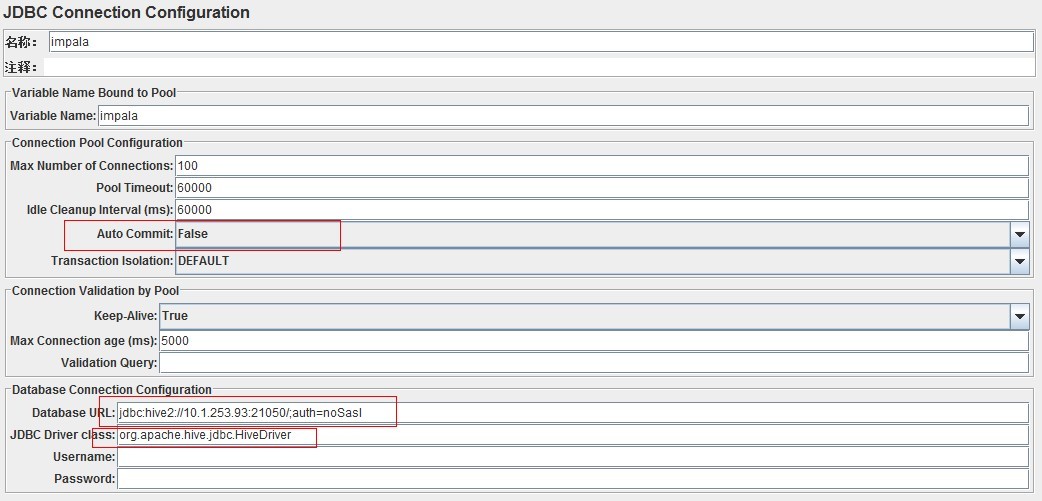 JDBC Connection Configuration
名称： impala
注释：
Variable Name Bound to Pool
Variable Name: impala
Connection Pool Configuration
Max Number of Connections: 100
Pool Timeout: 60000
Idle Cleanup Interval (ms): 60000
Auto Commit: False
Transaction Isolation: DEFAULT
Connection Validation by Pool
Keep-Alive: True
Max Connection age (ms): 5000
Validation Query:
Database Connection Configuration
Database URL: jdbc:hive2://10.1.253.93:21050/;auth=noSasl
JDBC Driver class: org.apache.hive.jdbc.HiveDriver
Username:
Password: